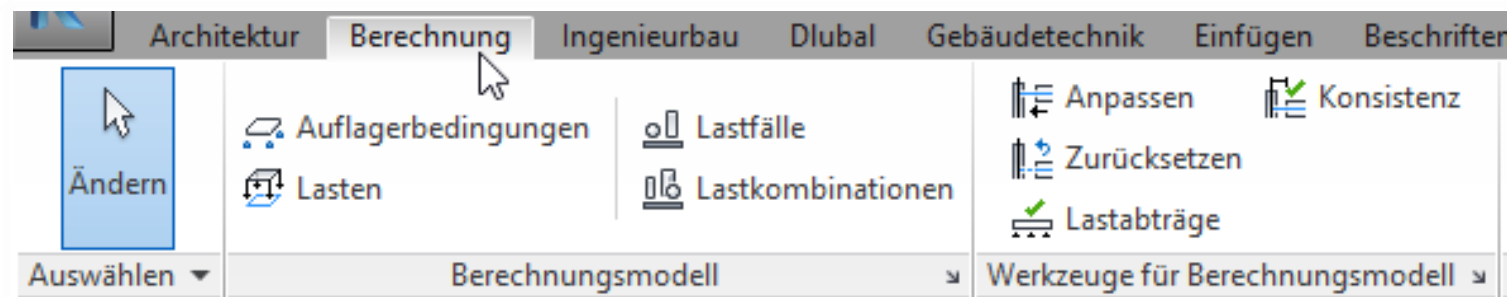 Architektur Berechnung Ingenieurbau Dlubal Gebäudetechnik Einfügen Beschriften
Ändern
Auflagerbedingungen
Lasten
Lastfälle
Lastkombinationen
Anpassen
Konsistenz
Zurücksetzen
Lastabträge
Auswählen
Berechnungsmodell
Werkzeuge für Berechnungsmodell